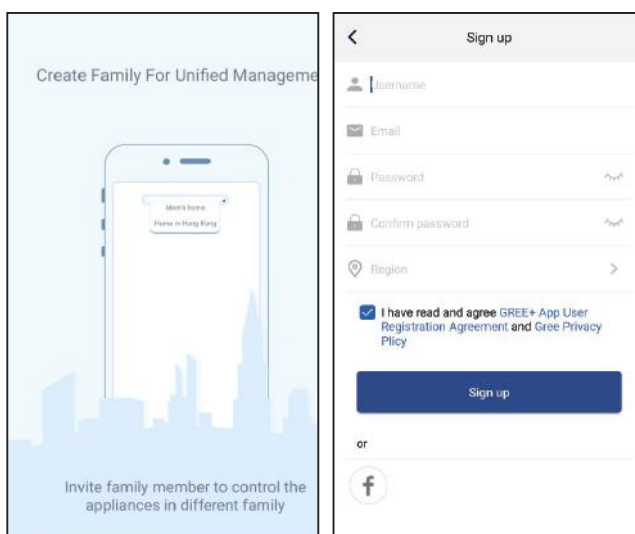 Create Family For Unified Manageme
Mom's home
Home in Hong Kong
Invite family member to control the
appliances in different family
Sign up
Username
Email
Password
Confirm password
Region
I have read and agree GREE+ App User
Registration Agreement and Gree Privacy
Plicy
Sign up
or
f